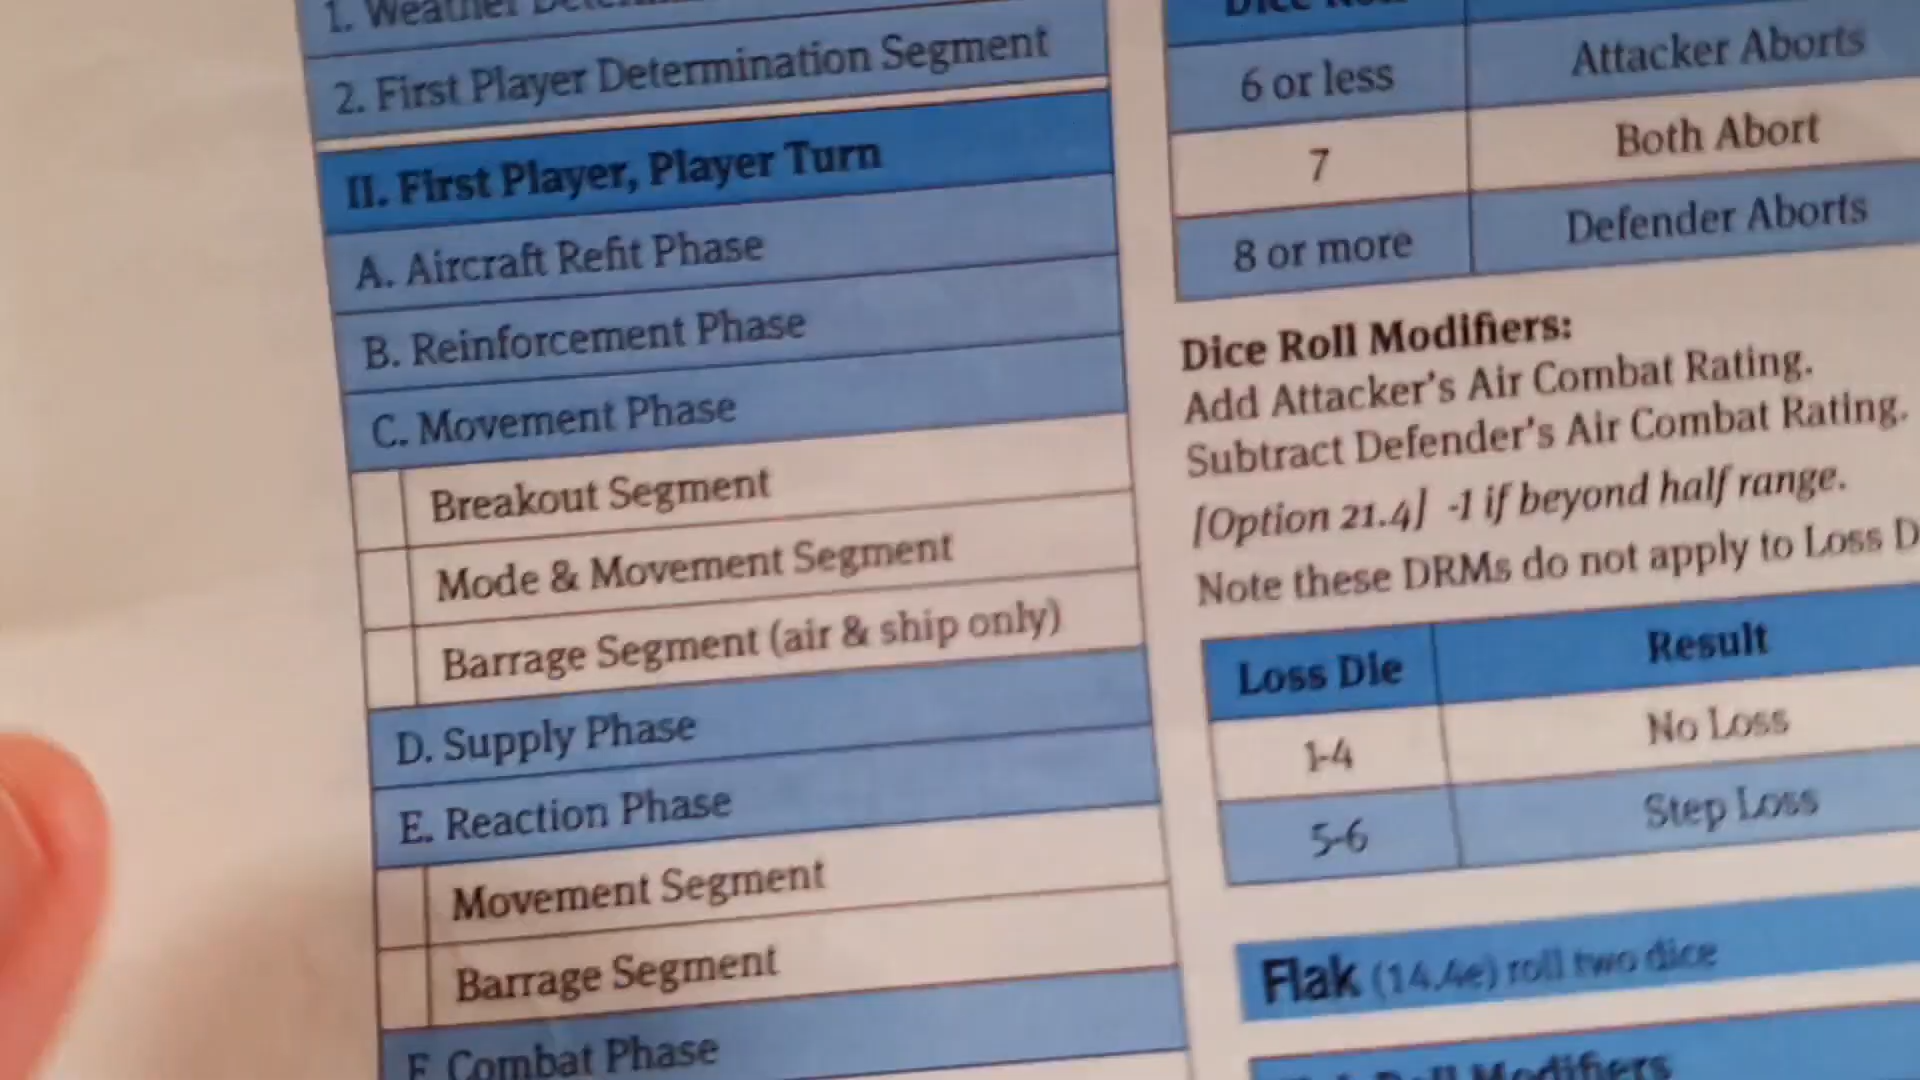 1. Weather
2. First Player Determination Segment
II. First Player, Player Turn
A. Aircraft Refit Phase
B. Reinforcement Phase
C. Movement Phase
Breakout Segment
Mode & Movement Segment
Barrage Segment (air & ship only)
D. Supply Phase
E. Reaction Phase
Movement Segment
Barrage Segment
F. Combat Phase
6 or less Attacker Aborts
7 Both Abort
8 or more Defender Aborts
Dice Roll Modifiers:
Add Attacker's Air Combat Rating.
Subtract Defender's Air Combat Rating.
[Option 21.4] -1 if beyond half range.
Note these DRMs do not apply to Loss D
Loss Die Result
1-4 No Loss
5-6 Step Loss
Flak (14.4e) roll two dice
Roll Modifiers